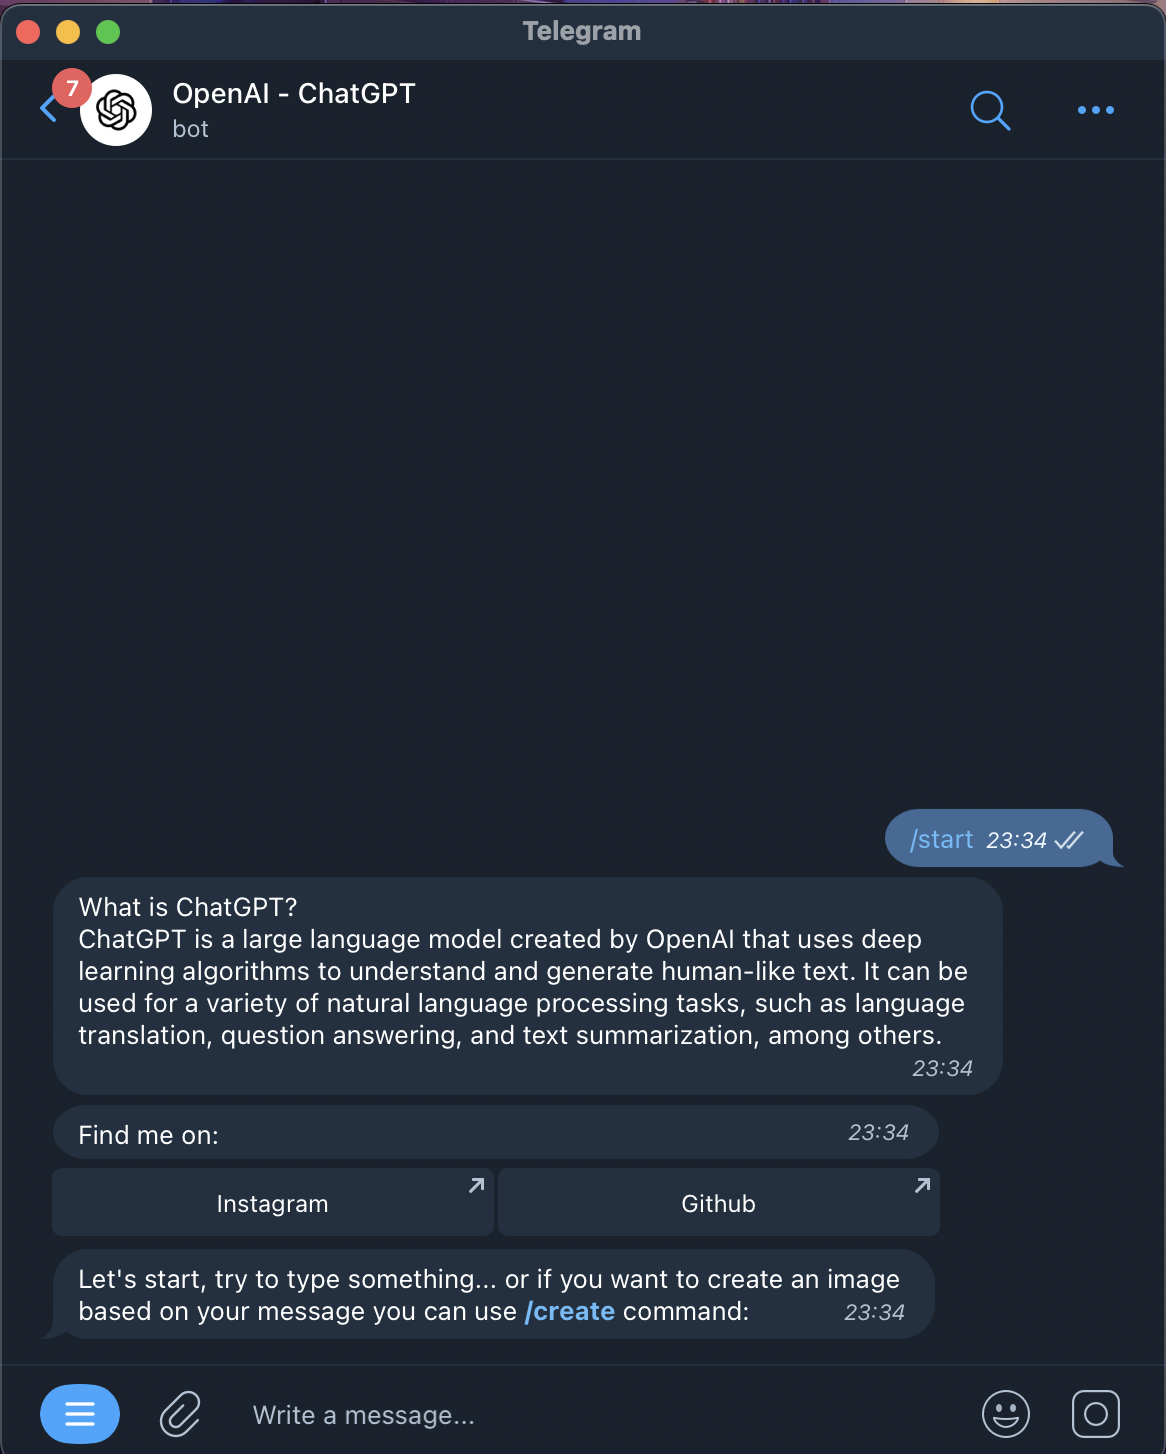 Telegram
7
OpenAI - ChatGPT
bot
/start 23:34
What is ChatGPT?
ChatGPT is a large language model created by OpenAI that uses deep
learning algorithms to understand and generate human-like text. It can be
used for a variety of natural language processing tasks, such as language
translation, question answering, and text summarization, among others.
23:34
Find me on: 23:34
Instagram
Github
Let's start, try to type something... or if you want to create an image
based on your message you can use /create command: 23:34
Write a message...